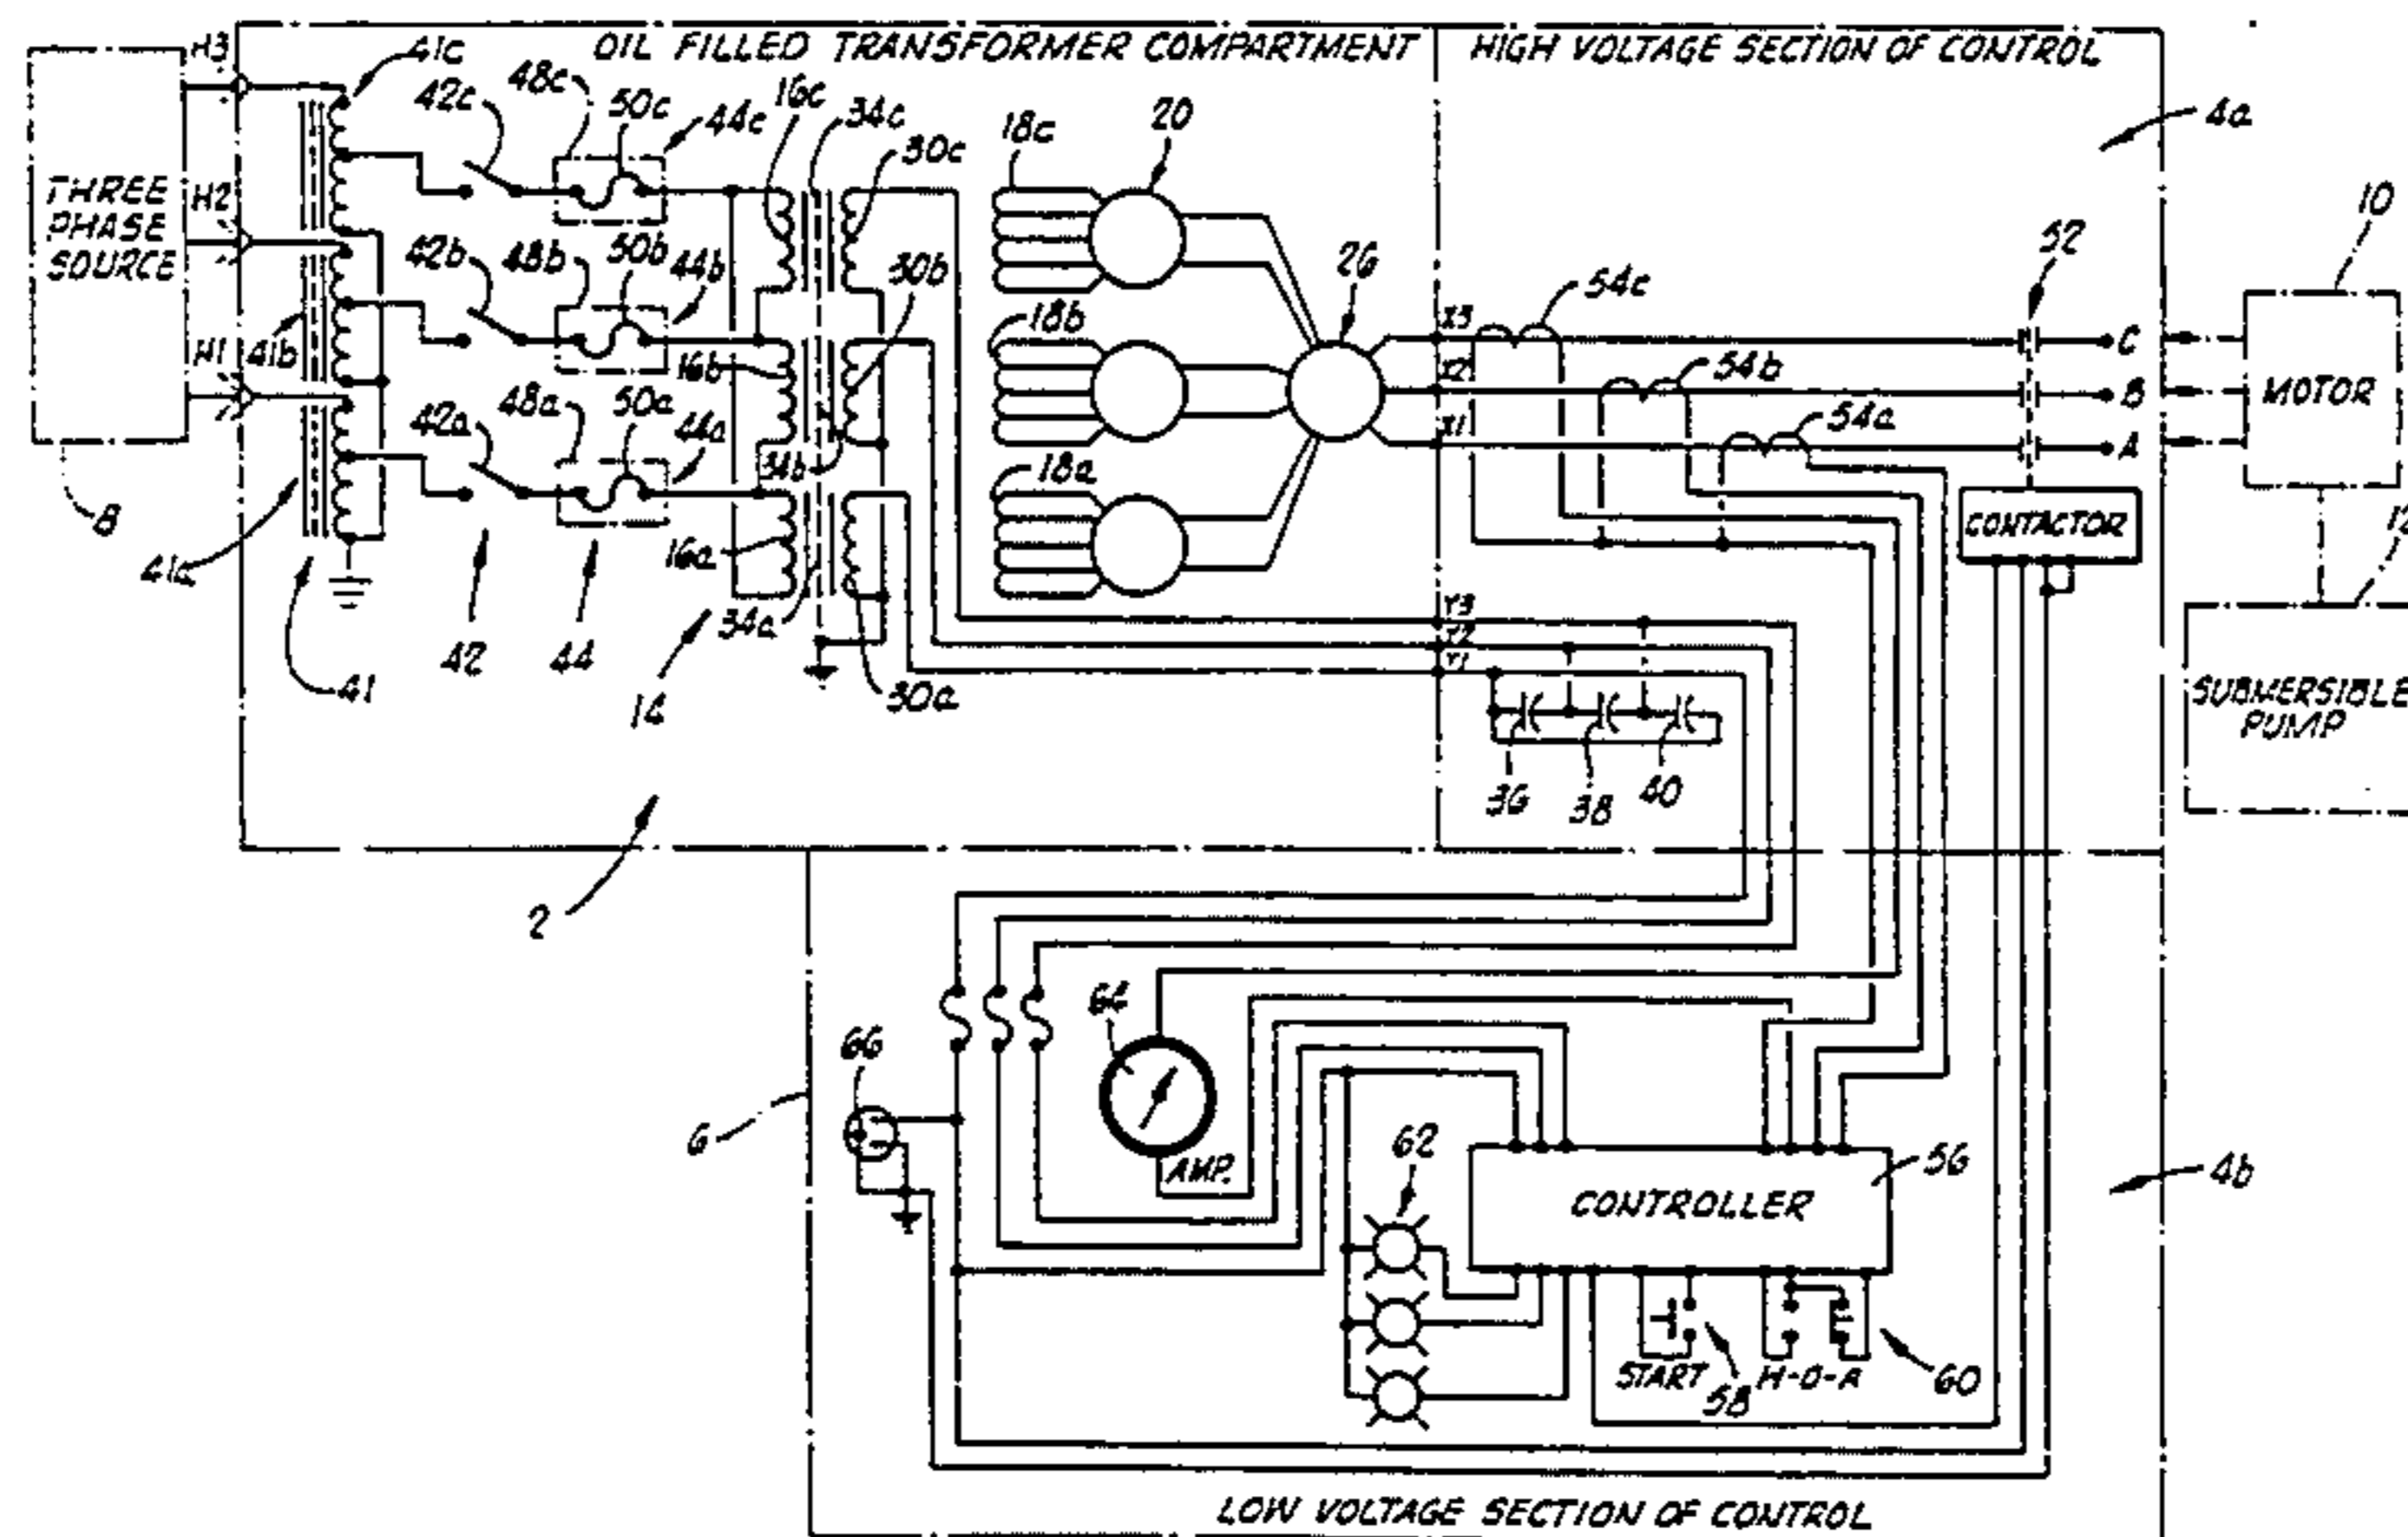 OIL FILLED TRANSFORMER COMPARTMENT
HIGH VOLTAGE SECTION OF CONTROL
H3
41c
42c
48c
50c
44c
16c
34c
30c
18c
20
4a
THREE
PHASE
SOURCE
H2
42b
48b
50b
44b
30b
26
54c
52
10
H1
41b
16b
18b
X3
X2
X1
54b
54a
C
B
A
MOTOR
42a
48a
50a
44a
34b
18a
8
41a
16a
CONTACTOR
12
41
42
44
14
34a
30a
Y3
Y2
Y1
SUBMERSIBLE
PUMP
36
38
40
2
64
66
6
AMP.
62
CONTROLLER
56
4b
START
58
H-O-A
60
LOW VOLTAGE SECTION OF CONTROL